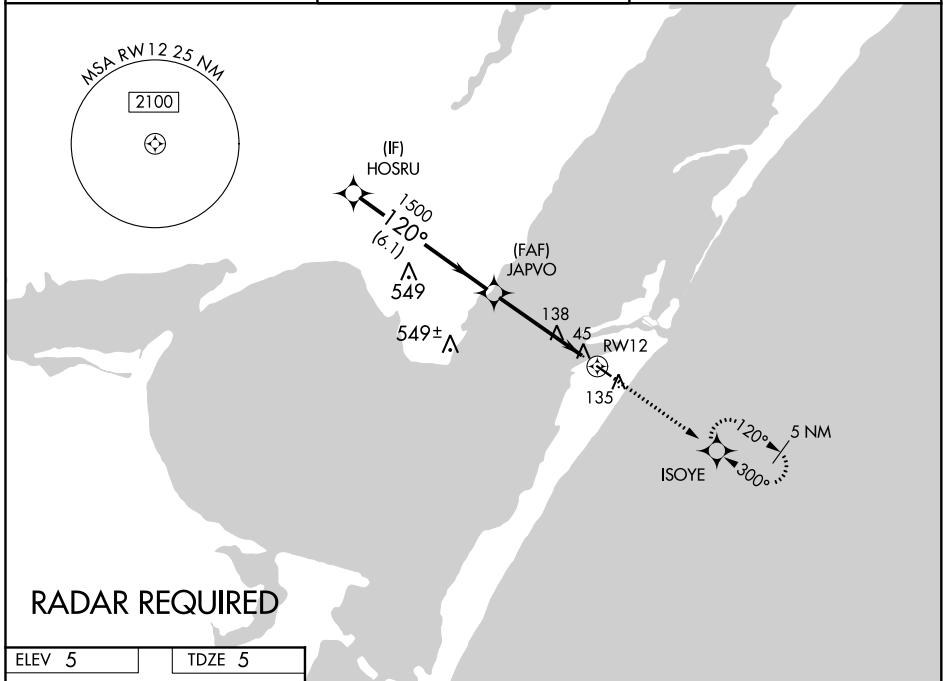 MSA RW12 25 NM
2100
(IF)
HOSRU
1500
120°
(6.1)
(FAF)
JAPVO
549
549±
138
45
RW12
135
120°
5 NM
300°
ISOYE
RADAR REQUIRED
ELEV 5
TDZE 5